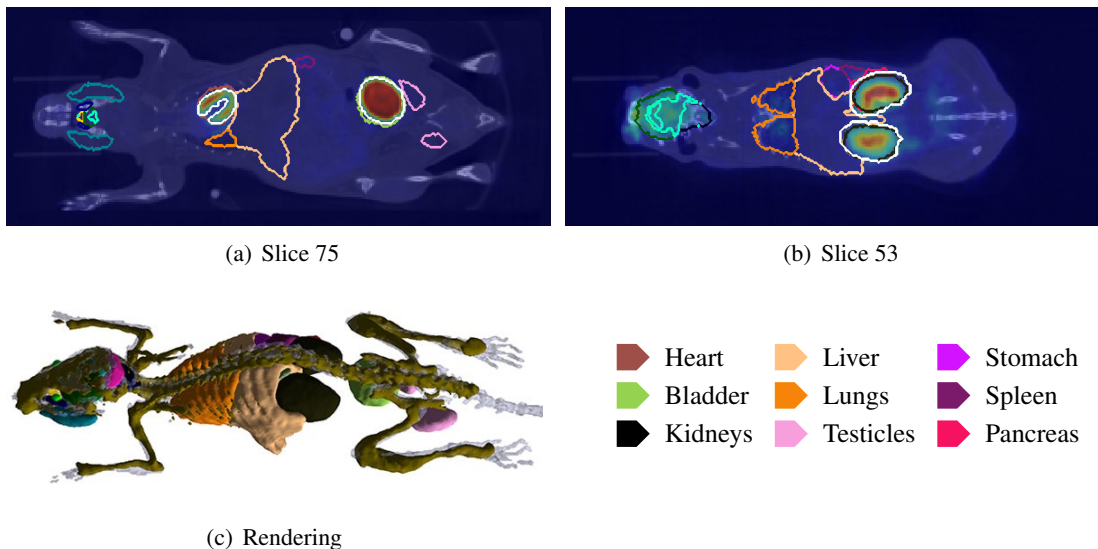 (a) Slice 75
(b) Slice 53
Heart
Liver
Stomach
Bladder
Lungs
Spleen
Kidneys
Testicles
Pancreas
(c) Rendering